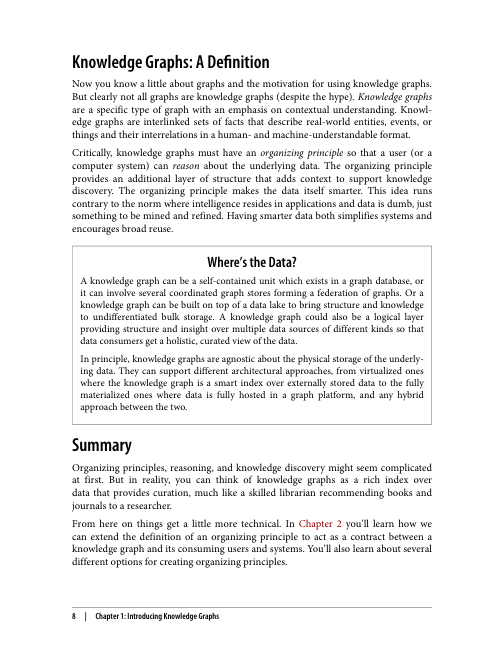 Knowledge Graphs: A Definition
Now you know a little about graphs and the motivation for using knowledge graphs.
But clearly not all graphs are knowledge graphs (despite the hype). Knowledge graphs
are a specific type of graph with an emphasis on contextual understanding. Knowl-
edge graphs are interlinked sets of facts that describe real-world entities, events, or
things and their interrelations in a human- and machine-understandable format.
Critically, knowledge graphs must have an organizing principle so that a user (or a
computer system) can reason about the underlying data. The organizing principle
provides an additional layer of structure that adds context to support knowledge
discovery. The organizing principle makes the data itself smarter. This idea runs
contrary to the norm where intelligence resides in applications and data is dumb, just
something to be mined and refined. Having smarter data both simplifies systems and
encourages broad reuse.
Where's the Data?
A knowledge graph can be a self-contained unit which exists in a graph database, or
it can involve several coordinated graph stores forming a federation of graphs. Or a
knowledge graph can be built on top of a data lake to bring structure and knowledge
to undifferentiated bulk storage. A knowledge graph could also be a logical layer
providing structure and insight over multiple data sources of different kinds so that
data consumers get a holistic, curated view of the data.
In principle, knowledge graphs are agnostic about the physical storage of the underly-
ing data. They can support different architectural approaches, from virtualized ones
where the knowledge graph is a smart index over externally stored data to the fully
materialized ones where data is fully hosted in a graph platform, and any hybrid
approach between the two.
Summary
Organizing principles, reasoning, and knowledge discovery might seem complicated
at first. But in reality, you can think of knowledge graphs as a rich index over
data that provides curation, much like a skilled librarian recommending books and
journals to a researcher.
From here on things get a little more technical. In Chapter 2 you'll learn how we
can extend the definition of an organizing principle to act as a contract between a
knowledge graph and its consuming users and systems. You'll also learn about several
different options for creating organizing principles.
8 | Chapter 1: Introducing Knowledge Graphs